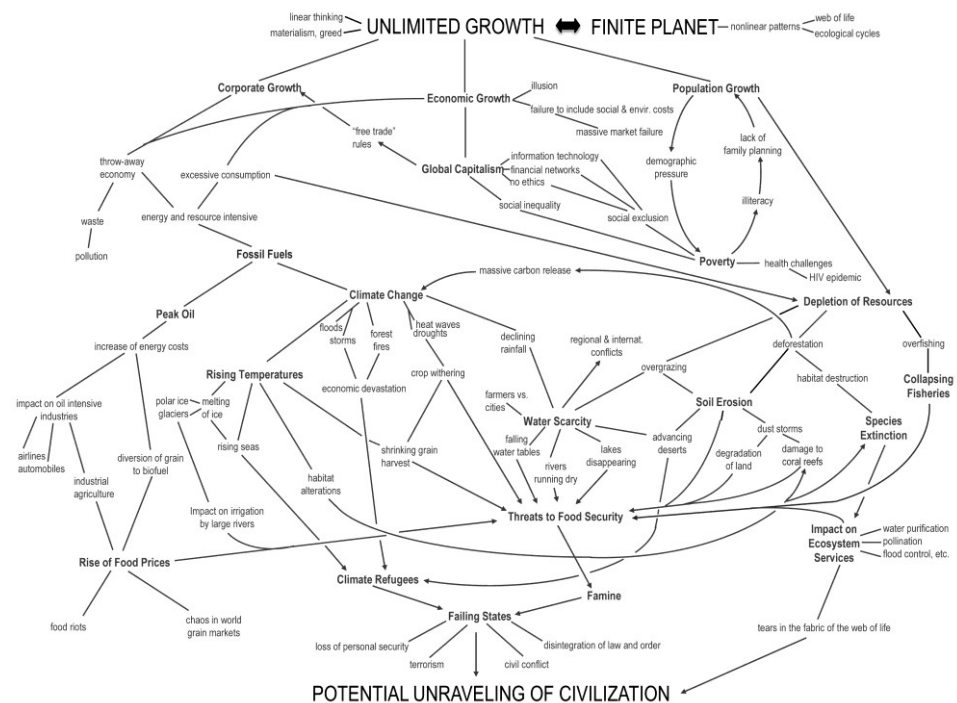 linear thinking
materialism, greed
UNLIMITED GROWTH
FINITE PLANET
nonlinear patterns
web of life
ecological cycles
Corporate Growth
Economic Growth
illusion
failure to include social & envir. costs
massive market failure
Population Growth
"free trade"
rules
lack of
family planning
throw-away
economy
excessive consumption
Global Capitalism
information technology
financial networks
no ethics
demographic
pressure
social inequality
social exclusion
illiteracy
waste
energy and resource intensive
pollution
Fossil Fuels
Poverty
health challenges
HIV epidemic
massive carbon release
Climate Change
Depletion of Resources
Peak Oil
floods
storms
forest
fires
heat waves
droughts
declining
rainfall
regional & internat.
conflicts
deforestation
overfishing
increase of energy costs
Rising Temperatures
crop withering
overgrazing
habitat destruction
Collapsing
Fisheries
economic devastation
impact on oil intensive
industries
polar ice
glaciers
melting
of ice
farmers vs.
cities
Water Scarcity
Soil Erosion
Species
Extinction
rising seas
shrinking grain
harvest
falling
water tables
rivers
running dry
lakes
disappearing
advancing
deserts
dust storms
degradation
of land
damage to
coral reefs
airlines
automobiles
diversion of grain
to biofuel
industrial
agriculture
habitat
alterations
Impact on irrigation
by large rivers
Threats to Food Security
Impact on
Ecosystem
Services
water purification
pollination
flood control, etc.
Rise of Food Prices
Climate Refugees
Famine
food riots
chaos in world
grain markets
Failing States
loss of personal security
terrorism
civil conflict
disintegration of law and order
tears in the fabric of the web of life
POTENTIAL UNRAVELING OF CIVILIZATION